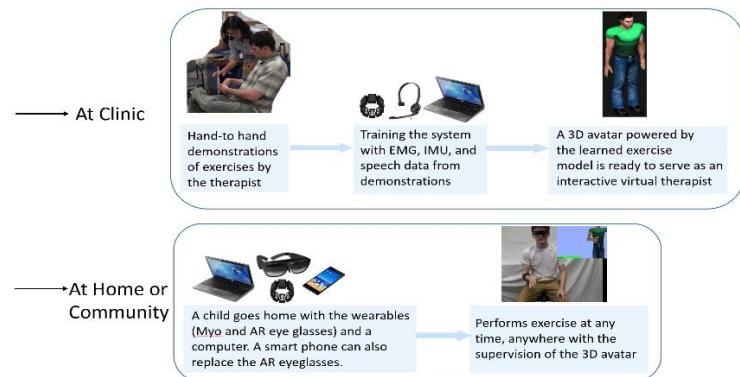 At Clinic
Hand-to hand
demonstrations
of exercises by
the therapist
Training the system
with EMG, IMU, and
speech data from
demonstrations
A 3D avatar powered by
the learned exercise
model is ready to serve as an
interactive virtual therapist
At Home or
Community
A child goes home with the wearables
(Myo and AR eye glasses) and a
computer. A smart phone can also
replace the AR eyeglasses.
Performs exercise at any
time, anywhere with the
supervision of the 3D avatar